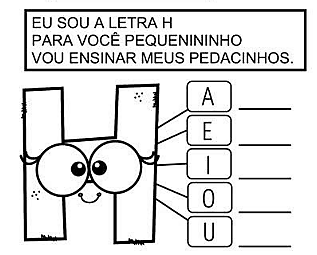 EU SOU A LETRA H
PARA VOCÊ PEQUENININHO
VOU ENSINAR MEUS PEDACINHOS.
A
E
I
O
U